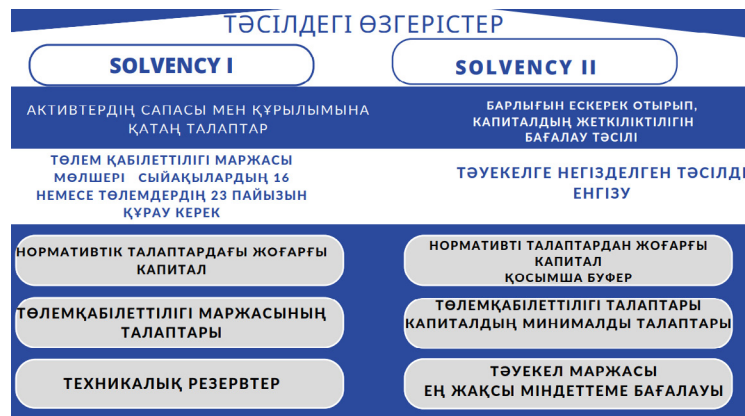 ТӘСІЛДЕГІ ӨЗГЕРІСТЕР
SOLVENCY I
SOLVENCY II
АКТИВТЕРДІҢ САПАСЫ МЕН ҚҰРЫЛЫМЫНА
ҚАТАҢ ТАЛАПТАР
БАРЛЫҒЫН ЕСКЕРЕК ОТЫРЫП,
КАПИТАЛДЫҢ ЖЕТКІЛІКТІЛІГІН
БАҒАЛАУ ТӘСІЛІ
ТӨЛЕМ ҚАБІЛЕТТІЛІГІ МАРЖАСЫ
МӨЛШЕРІ СЫЙАҚЫЛАРДЫҢ 16
НЕМЕСЕ ТӨЛЕМДЕРДІҢ 23 ПАЙЫЗЫН
ҚҰРАУ КЕРЕК
ТӘУЕКЕЛГЕ НЕГІЗДЕЛГЕН ТӘСІЛДІ
ЕНГІЗУ
НОРМАТИВТІК ТАЛАПТАРДАҒЫ ЖОҒАРҒЫ
КАПИТАЛ
НОРМАТИВТІ ТАЛАПТАРДАН ЖОҒАРҒЫ
КАПИТАЛ
ҚОСЫМША БУФЕР
ТӨЛЕМҚАБІЛЕТТІЛІГІ МАРЖАСЫНЫҢ
ТАЛАПТАРЫ
ТӨЛЕМҚАБІЛЕТТІЛІГІ ТАЛАПТАРЫ
КАПИТАЛДЫҢ МИНИМАЛДЫ ТАЛАПТАРЫ
ТЕХНИКАЛЫҚ РЕЗЕРВТЕР
ТӘУЕКЕЛ МАРЖАСЫ
ЕҢ ЖАҚСЫ МІНДЕТТЕМЕ БАҒАЛАУЫ